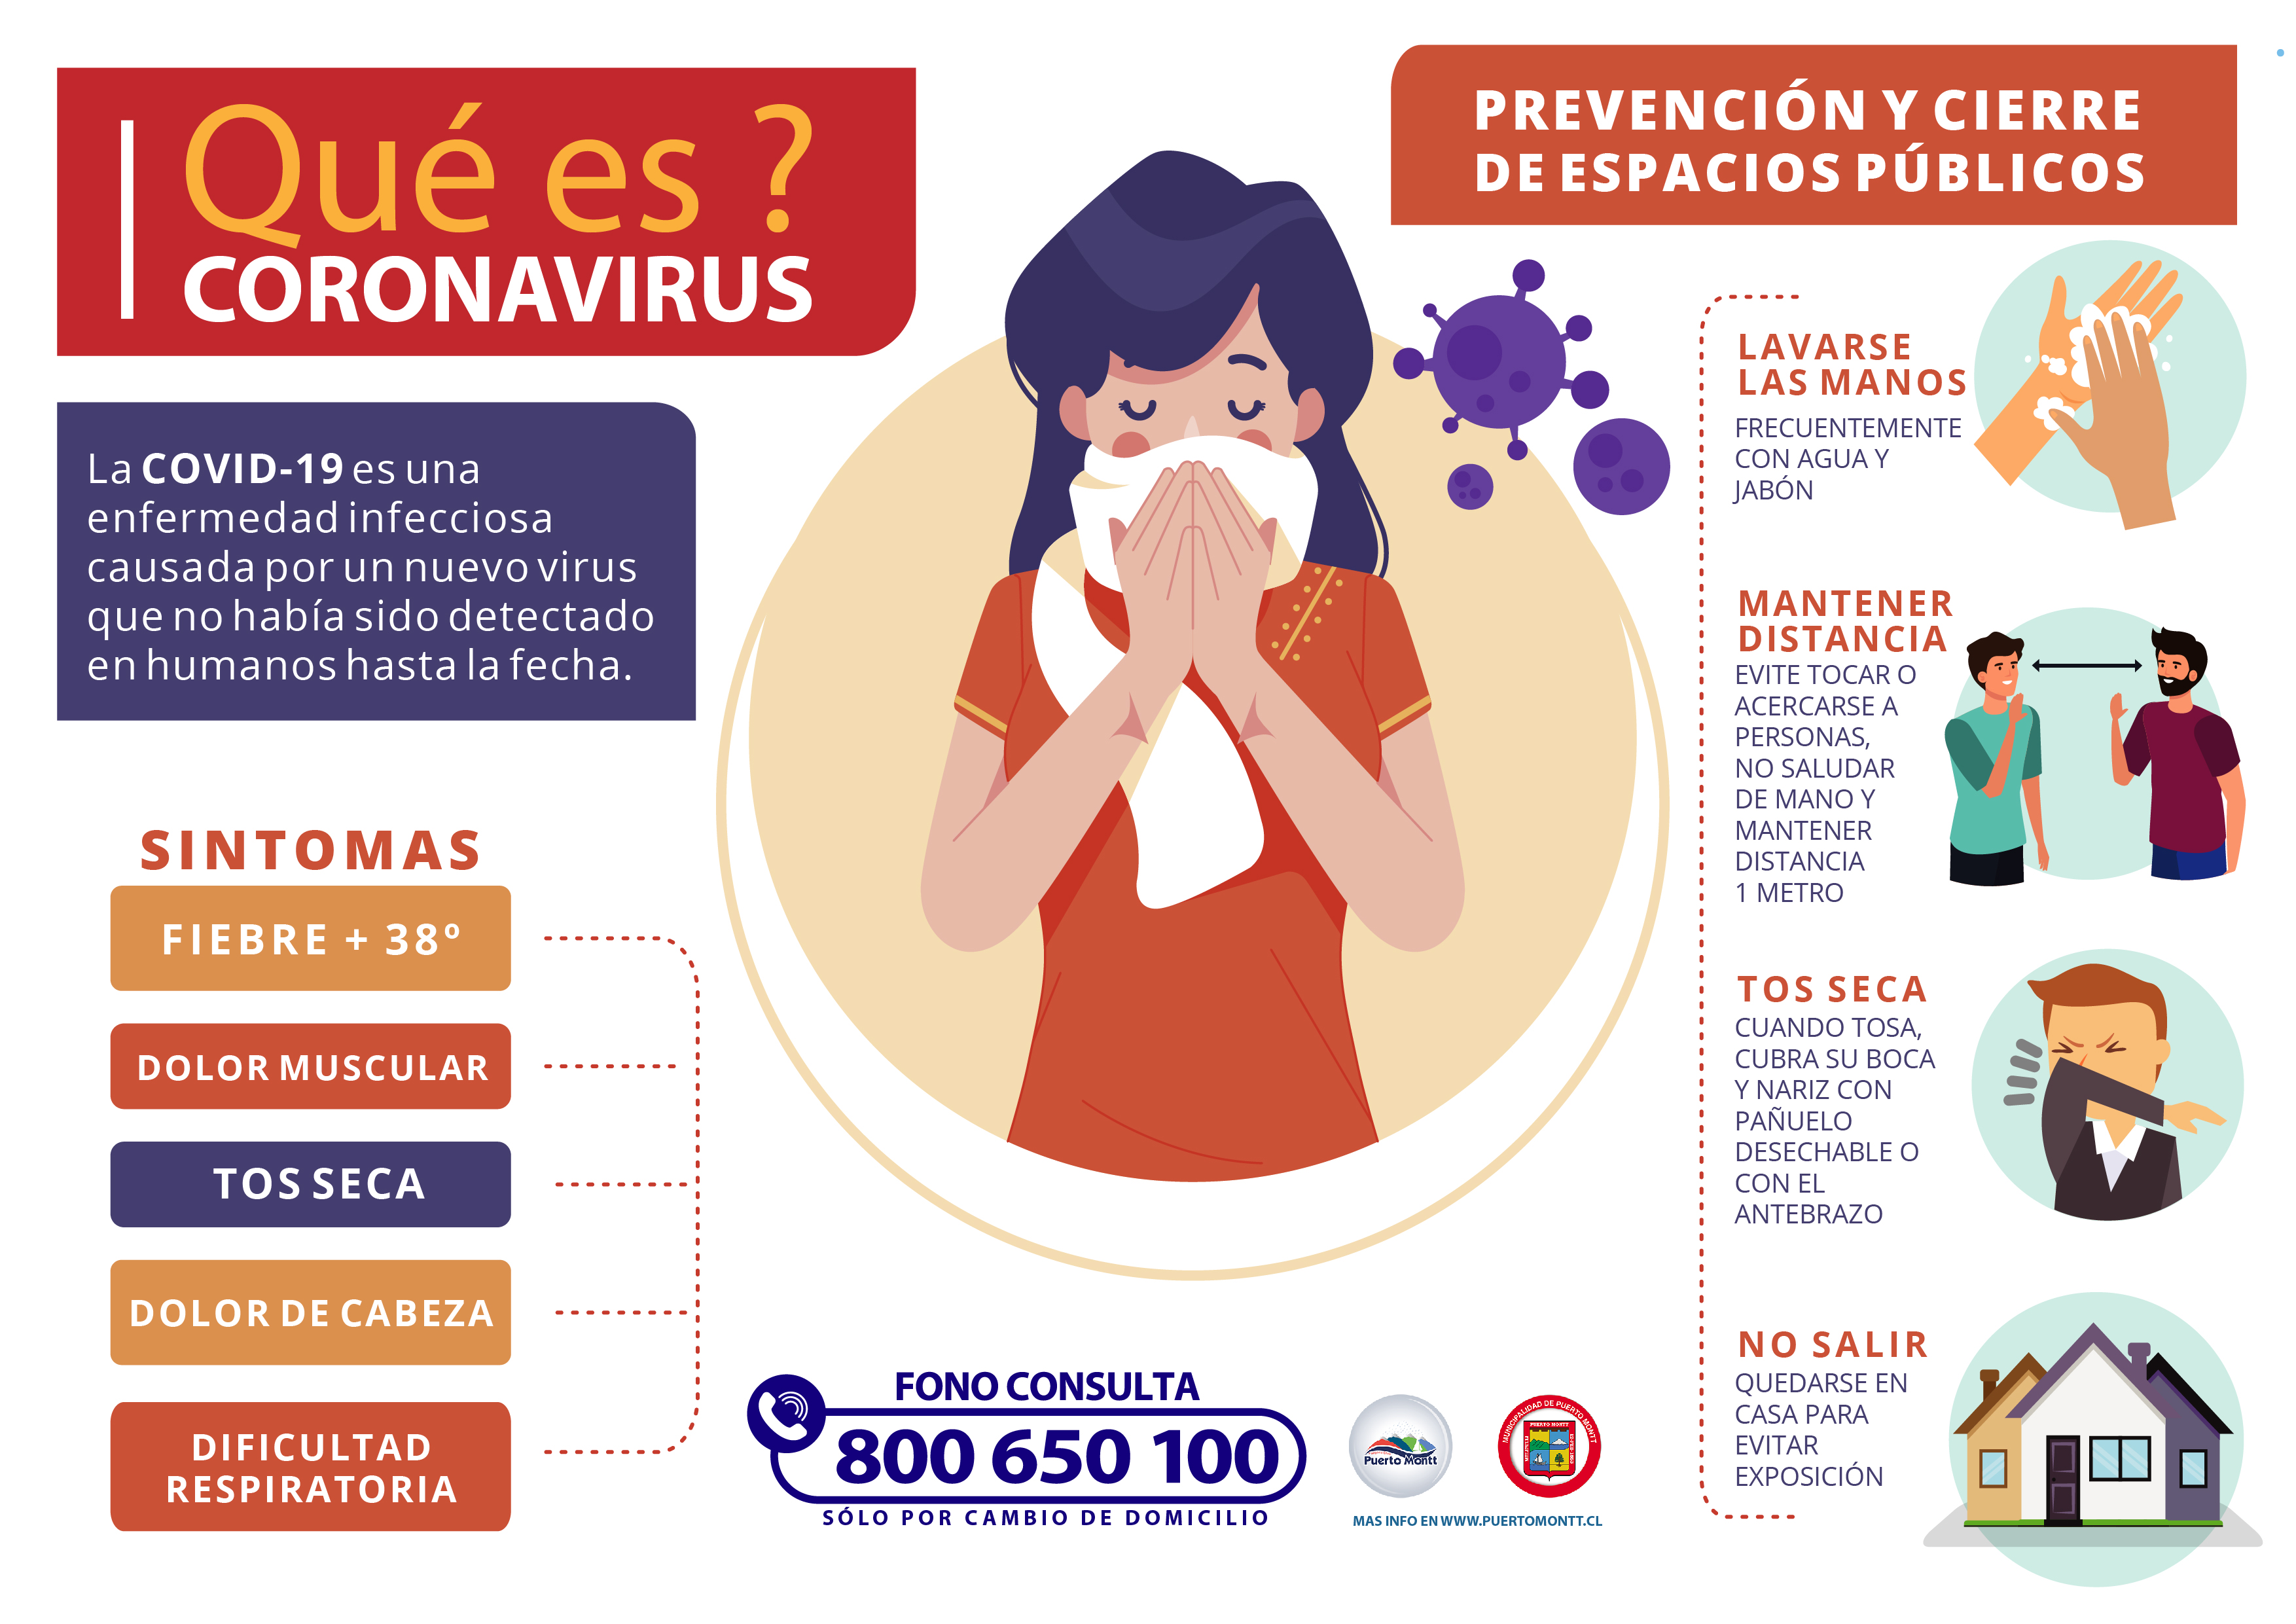 Qué es ?
CORONAVIRUS
La COVID-19 es una
enfermedad infecciosa
causada por un nuevo virus
que no había sido detectado
en humanos hasta la fecha.
SINTOMAS
FIEBRE + 38º
DOLOR MUSCULAR
TOS SECA
DOLOR DE CABEZA
DIFICULTAD
RESPIRATORIA
FONO CONSULTA
800 650 100
SÓLO POR CAMBIO DE DOMICILIO
Puerto Montt
MUNICIPALIDAD DE PUERTO MONTT
PUERTO MONTT
MAS INFO EN WWW.PUERTOMONTT.CL
PREVENCIÓN Y CIERRE
DE ESPACIOS PÚBLICOS
LAVARSE
LAS MANOS
FRECUENTEMENTE
CON AGUA Y
JABÓN
MANTENER
DISTANCIA
EVITE TOCAR O
ACERCARSE A
PERSONAS,
NO SALUDAR
DE MANO Y
MANTENER
DISTANCIA
1 METRO
TOS SECA
CUANDO TOSA,
CUBRA SU BOCA
Y NARIZ CON
PAÑUELO
DESECHABLE O
CON EL
ANTEBRAZO
NO SALIR
QUEDARSE EN
CASA PARA
EVITAR
EXPOSICIÓN